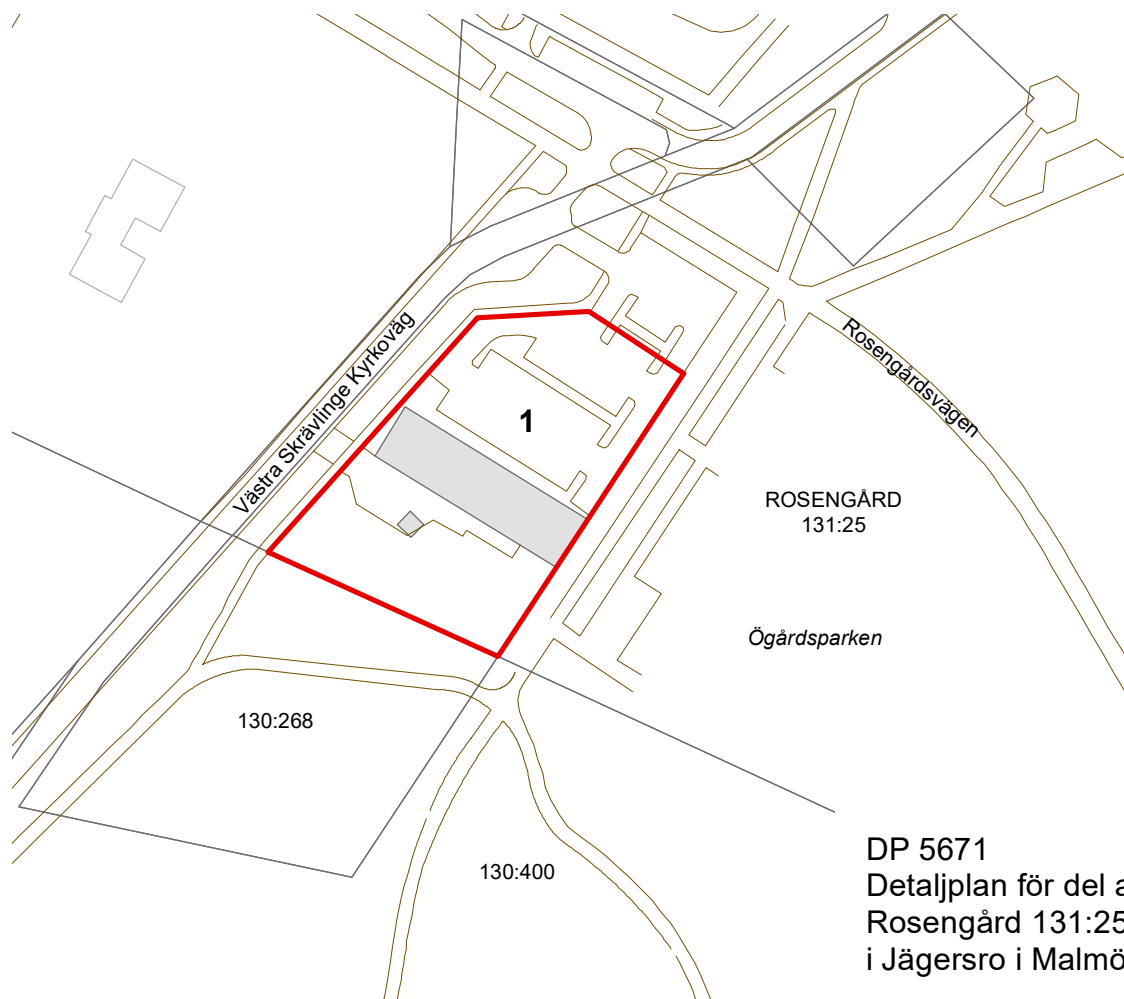 Västra Skrävlinge Kyrkoväg
Rosengårdsvägen
1
ROSENGÅRD
131:25
Ögårdsparken
130:268
130:400
DP 5671
Detaljplan för del a
Rosengård 131:25
i Jägersro i Malmö